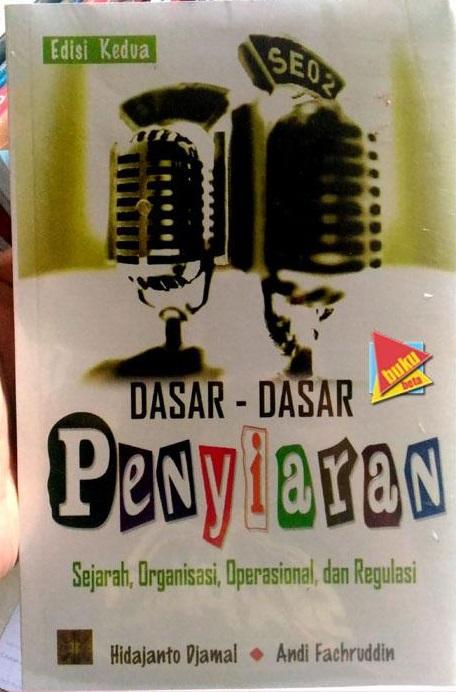 Edisi Kedua
SE02
DASAR - DASAR
buku
beta
Penyiaran
Sejarah, Organisasi, Operasional, dan Regulasi
Hidajanto Djamal ◆ Andi Fachruddin